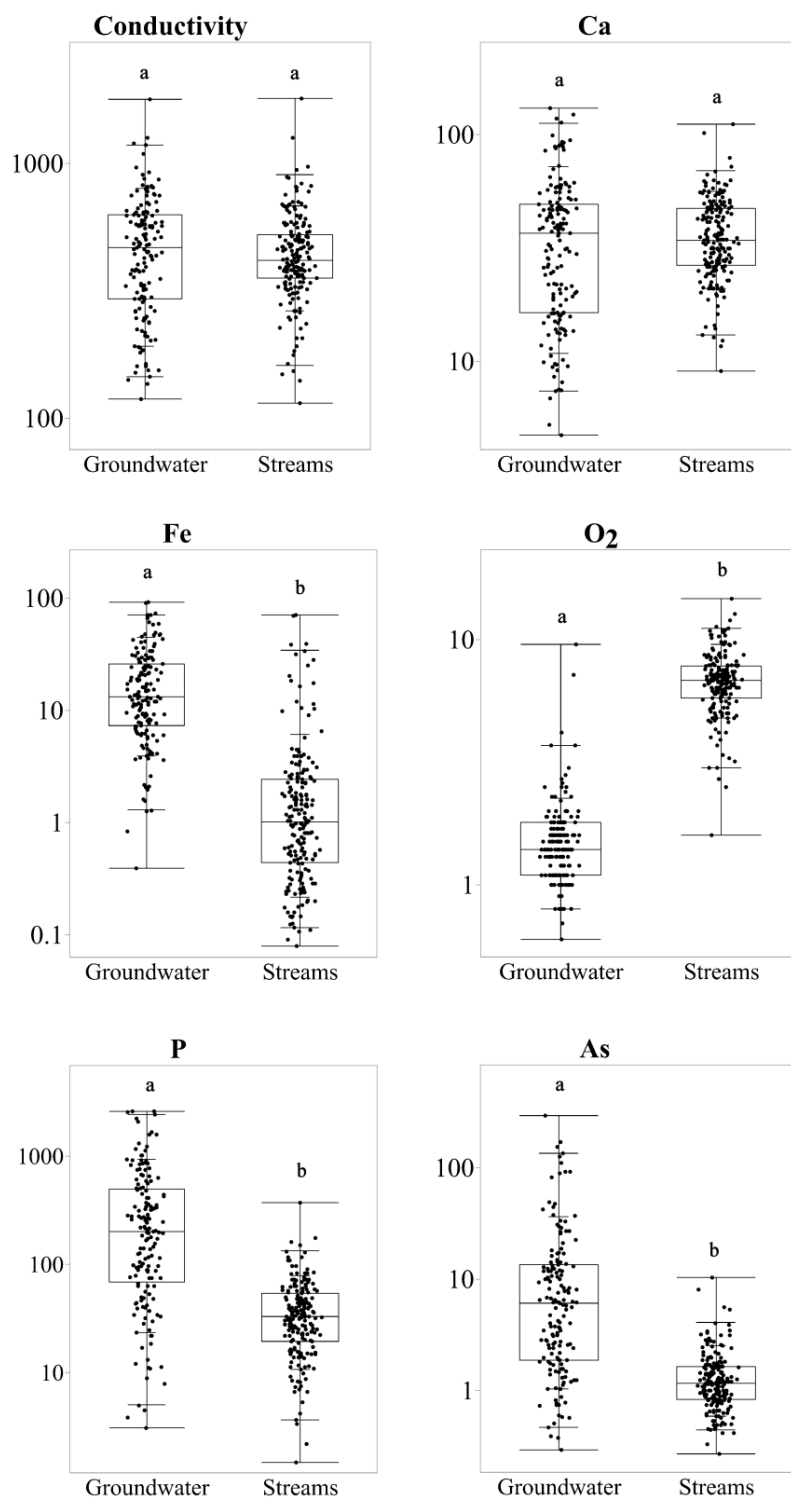 Conductivity
a a
1000
100
Groundwater Streams
Ca
a a
100
10
Groundwater Streams
Fe
a b
100
10
1
0.1
Groundwater Streams
O2
a b
10
1
Groundwater Streams
P
a b
1000
100
10
Groundwater Streams
As
a b
100
10
1
Groundwater Streams